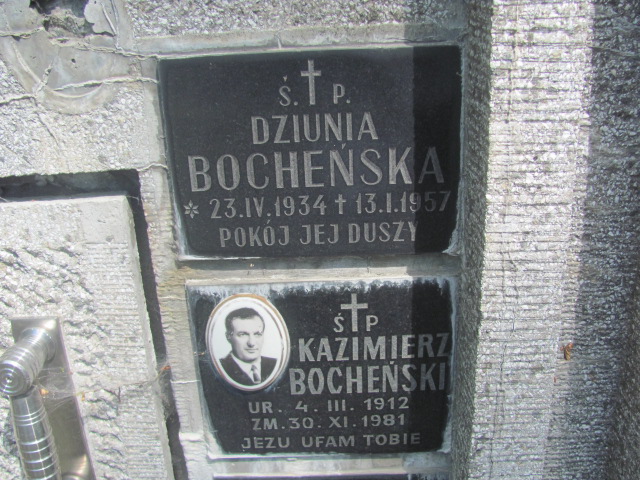 Ś. P.
DZIUNIA
BOCHEŃSKA
* 23.IV.1934 † 13.I.1957
POKÓJ JEJ DUSZY
Ś P
KAZIMIERZ
BOCHEŃSKI
UR. 4. III. 1912
ZM. 30. XI. 1981
JEZU UFAM TOBIE